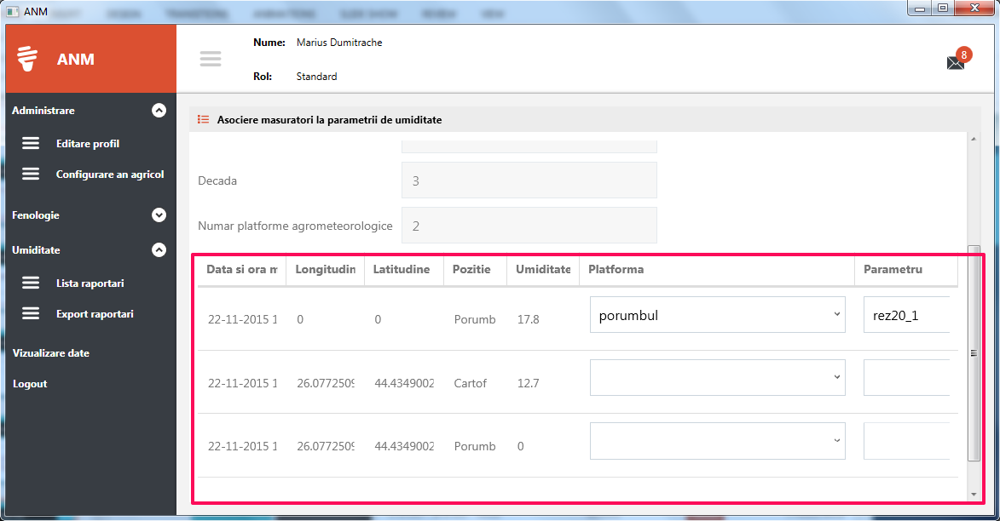 ANM
ANM
Nume: Marius Dumitrache
Rol: Standard
8
Administrare
Editare profil
Configurare an agricol
Fenologie
Umiditate
Lista raportari
Export raportari
Vizualizare date
Logout
Asociere masuratori la parametrii de umiditate
Decada 3
Numar platforme agrometeorologice 2
Data si ora Longitudin Latitudine Pozitie Umiditate Platforma Parametru
22-11-2015 1 0 0 Porumb 17.8 porumbul rez20_1
22-11-2015 1 26.0772509 44.4349002 Cartof 12.7
22-11-2015 1 26.0772509 44.4349002 Porumb 0